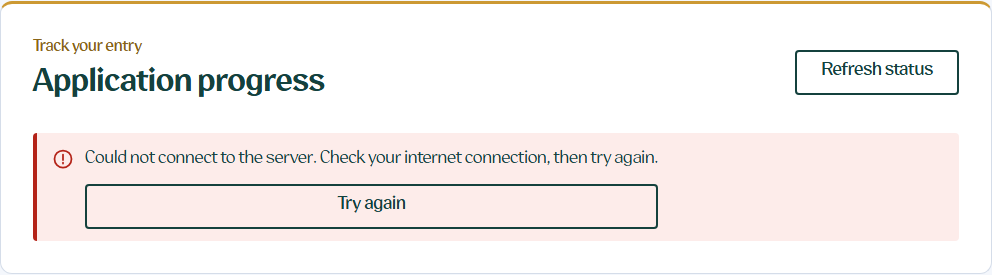 Track your entry
Application progress
Refresh status
Could not connect to the server. Check your internet connection, then try again.
Try again